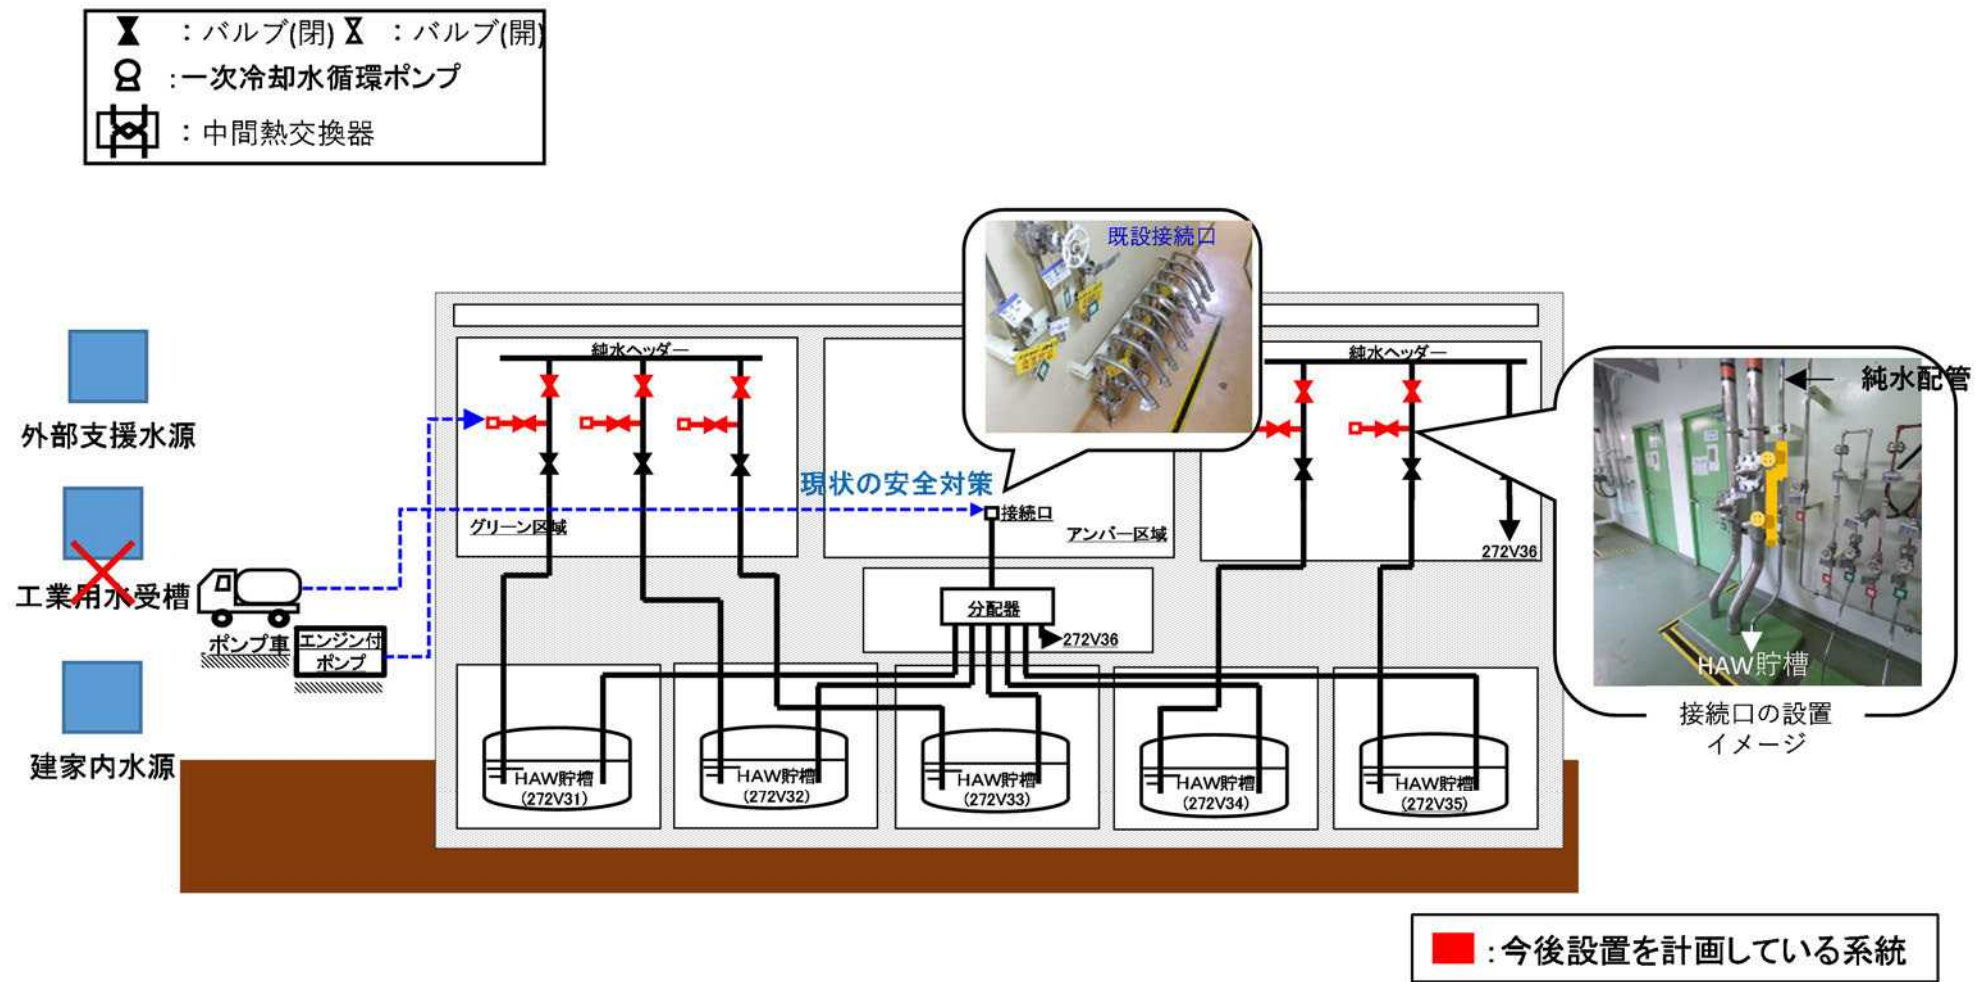 ：バルブ(閉) ：バルブ(開)
：一次冷却水循環ポンプ
：中間熱交換器
既設接続口
純水ヘッダー
純水ヘッダー
純水配管
外部支援水源
現状の安全対策
接続口
グリーン区域
アンバー区域
272V36
工業用水受槽
分配器
ポンプ車
エンジン付
ポンプ
272V36
HAW貯槽
接続口の設置
イメージ
建家内水源
HAW貯槽
(272V31)
HAW貯槽
(272V32)
HAW貯槽
(272V33)
HAW貯槽
(272V34)
HAW貯槽
(272V35)
：今後設置を計画している系統